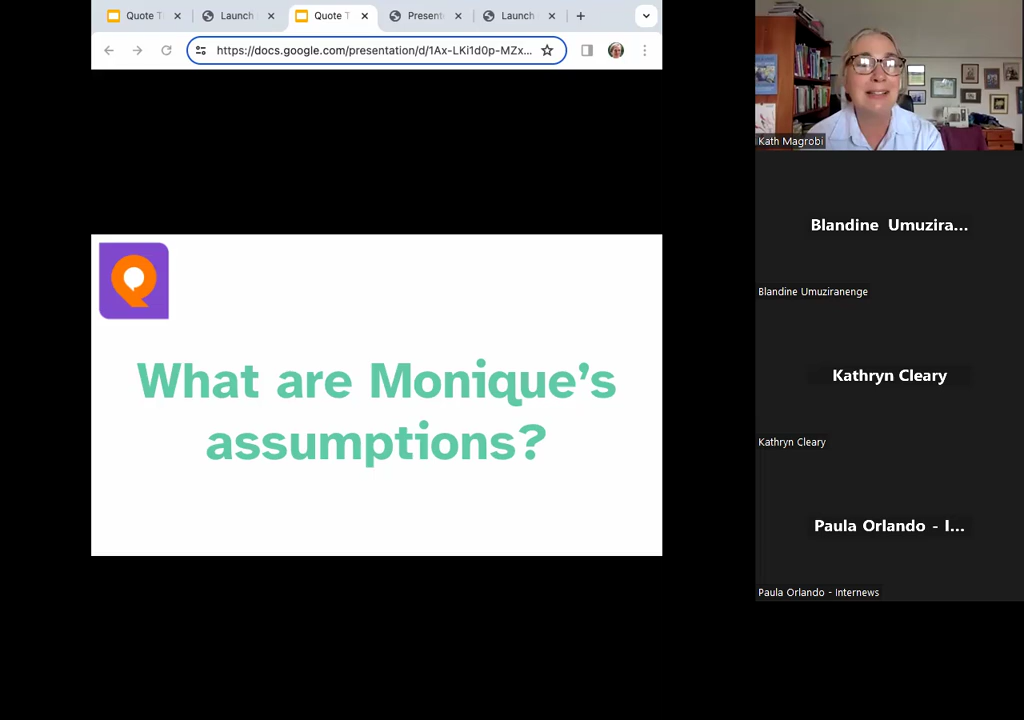 Quote T
Launch
Quote T
Present
Launch
https://docs.google.com/presentation/d/1Ax-LKi1d0p-MZx...
What are Monique's
assumptions?
Kath Magrobi
Blandine Umuzira...
Blandine Umuziranenge
Kathryn Cleary
Kathryn Cleary
Paula Orlando - I...
Paula Orlando - Internews